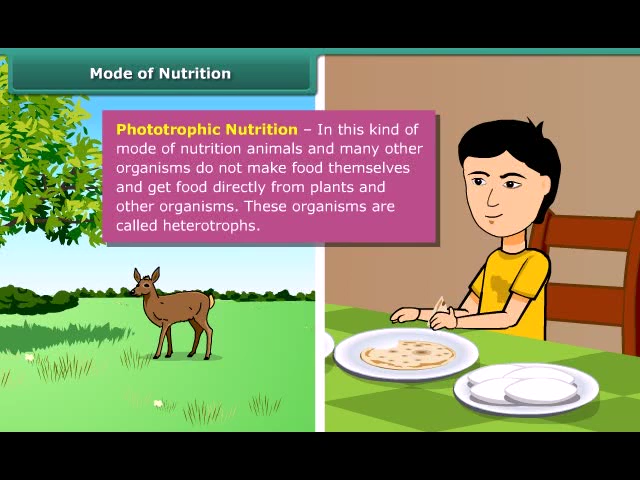 Mode of Nutrition
Phototrophic Nutrition – In this kind of
mode of nutrition animals and many other
organisms do not make food themselves
and get food directly from plants and
other organisms. These organisms are
called heterotrophs.